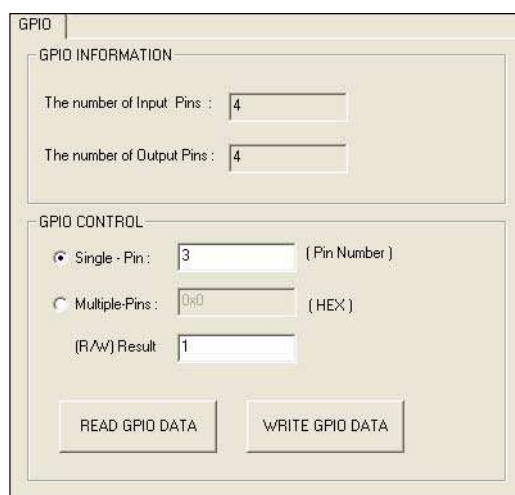 GPIO
GPIO INFORMATION
The number of Input Pins : 4
The number of Output Pins : 4
GPIO CONTROL
Single - Pin : 3 ( Pin Number )
Multiple-Pins : 0x0 ( HEX )
(R/W) Result 1
READ GPIO DATA WRITE GPIO DATA